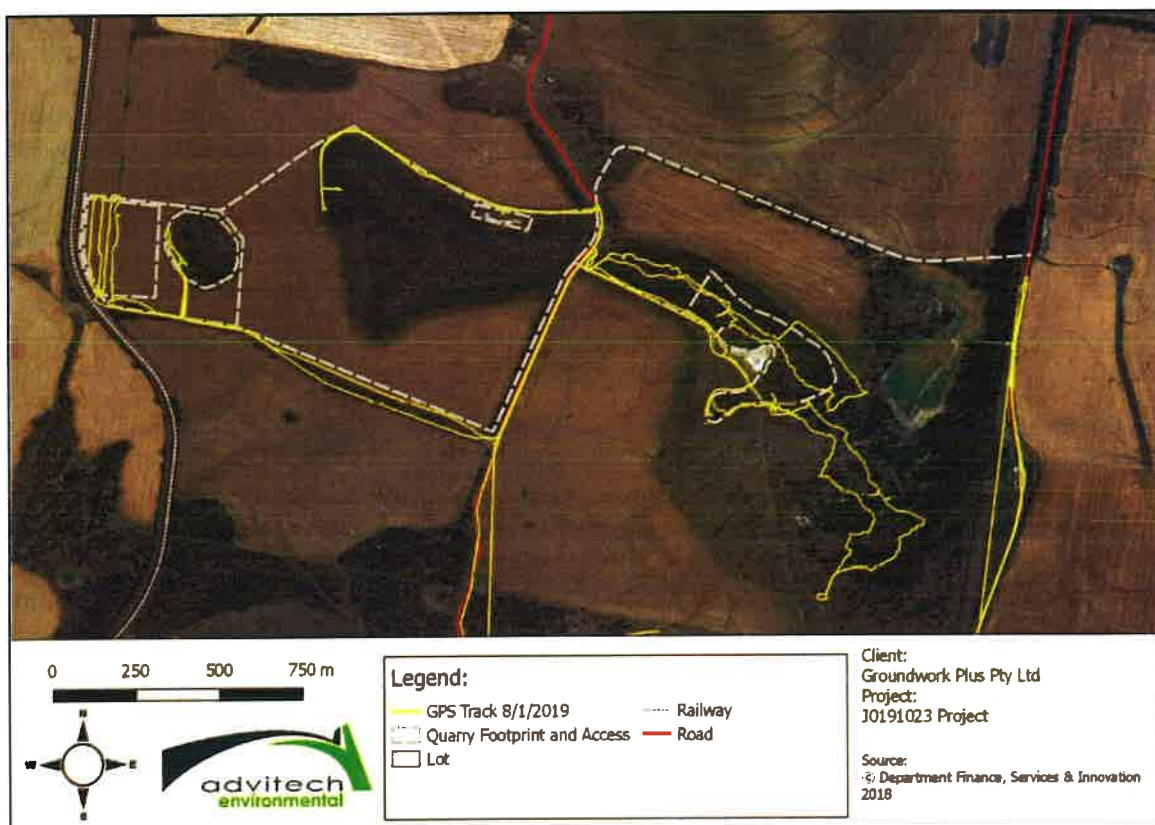 0 250 500 750 m
N
W E
S
advitech
environmental
Legend:
GPS Track 8/1/2019
Quarry Footprint and Access
Lot
Railway
Road
Client:
Groundwork Plus Pty Ltd
Project:
J0191023 Project
Source:
© Department Finance, Services & Innovation
2018